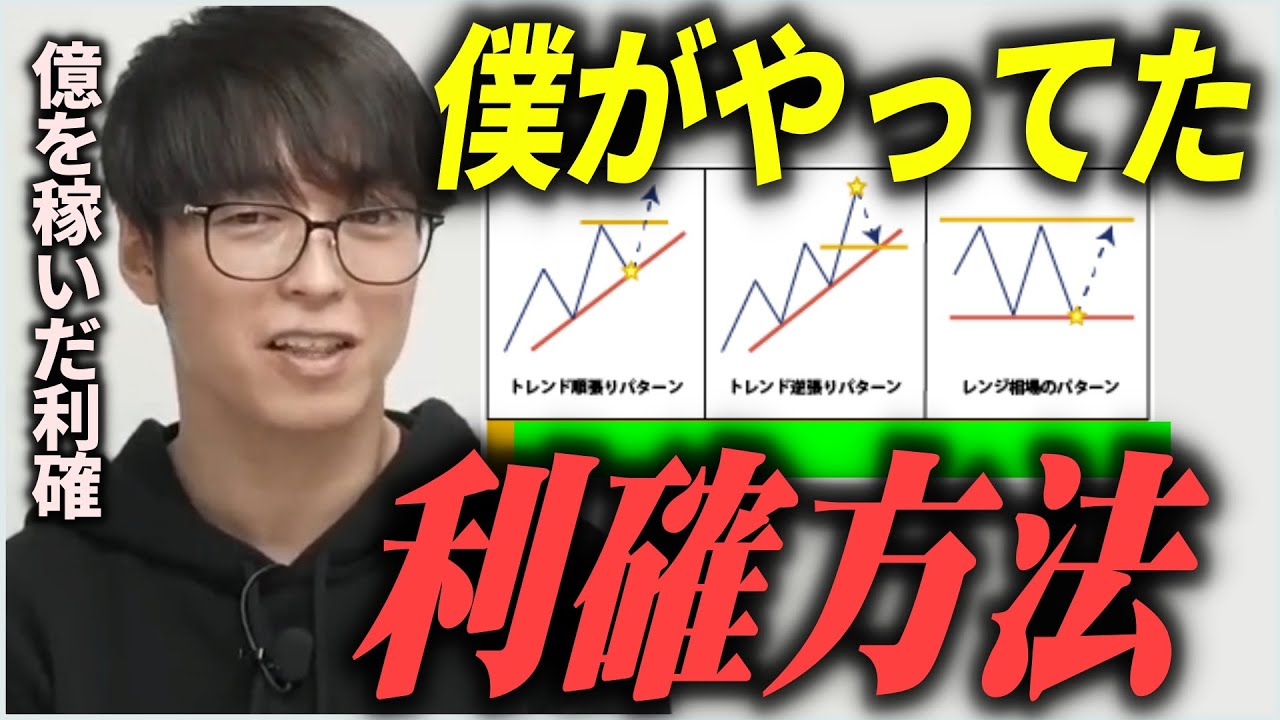 億を稼いだ利確
僕がやってた
トレンド順張りパターン
トレンド逆張りパターン
レンジ相場のパターン
利確方法